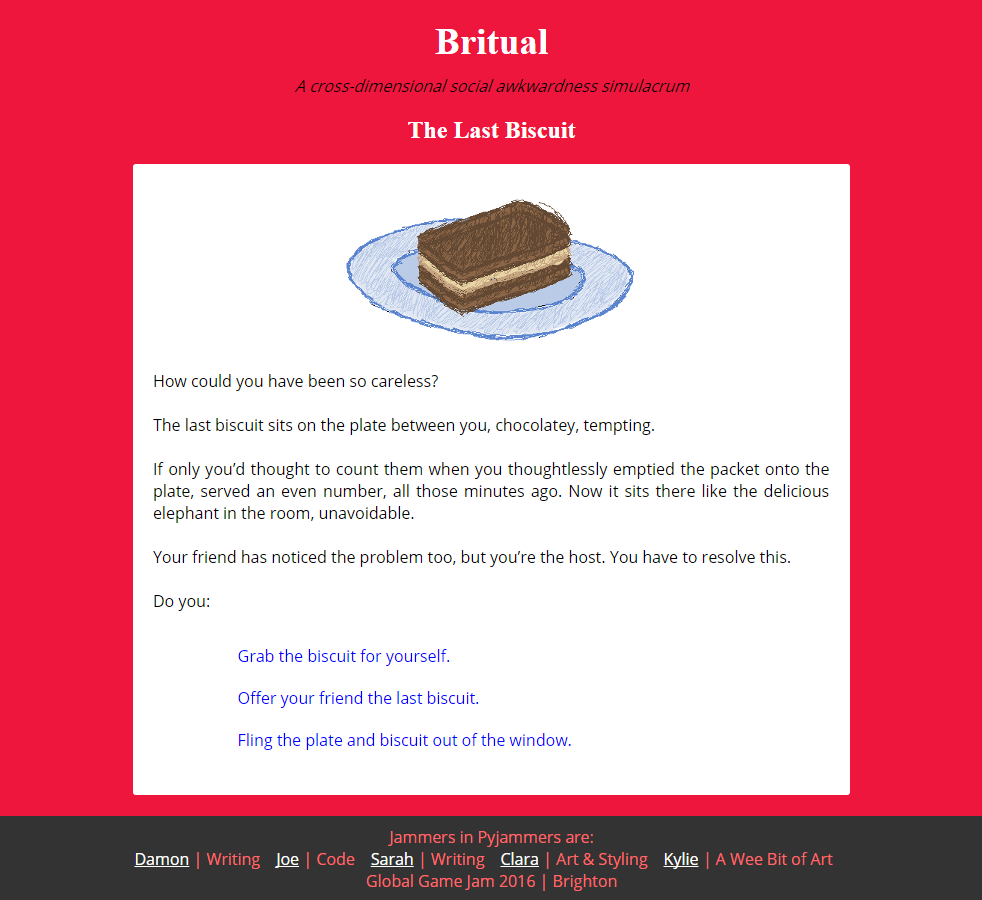 Britual
A cross-dimensional social awkwardness simulacrum
The Last Biscuit
How could you have been so careless?
The last biscuit sits on the plate between you, chocolatey, tempting.
If only you’d thought to count them when you thoughtlessly emptied the packet onto the
plate, served an even number, all those minutes ago. Now it sits there like the delicious
elephant in the room, unavoidable.
Your friend has noticed the problem too, but you’re the host. You have to resolve this.
Do you:
Grab the biscuit for yourself.
Offer your friend the last biscuit.
Fling the plate and biscuit out of the window.
Jammers in Pyjammers are:
Damon | Writing Joe | Code Sarah | Writing Clara | Art & Styling Kylie | A Wee Bit of Art
Global Game Jam 2016 | Brighton